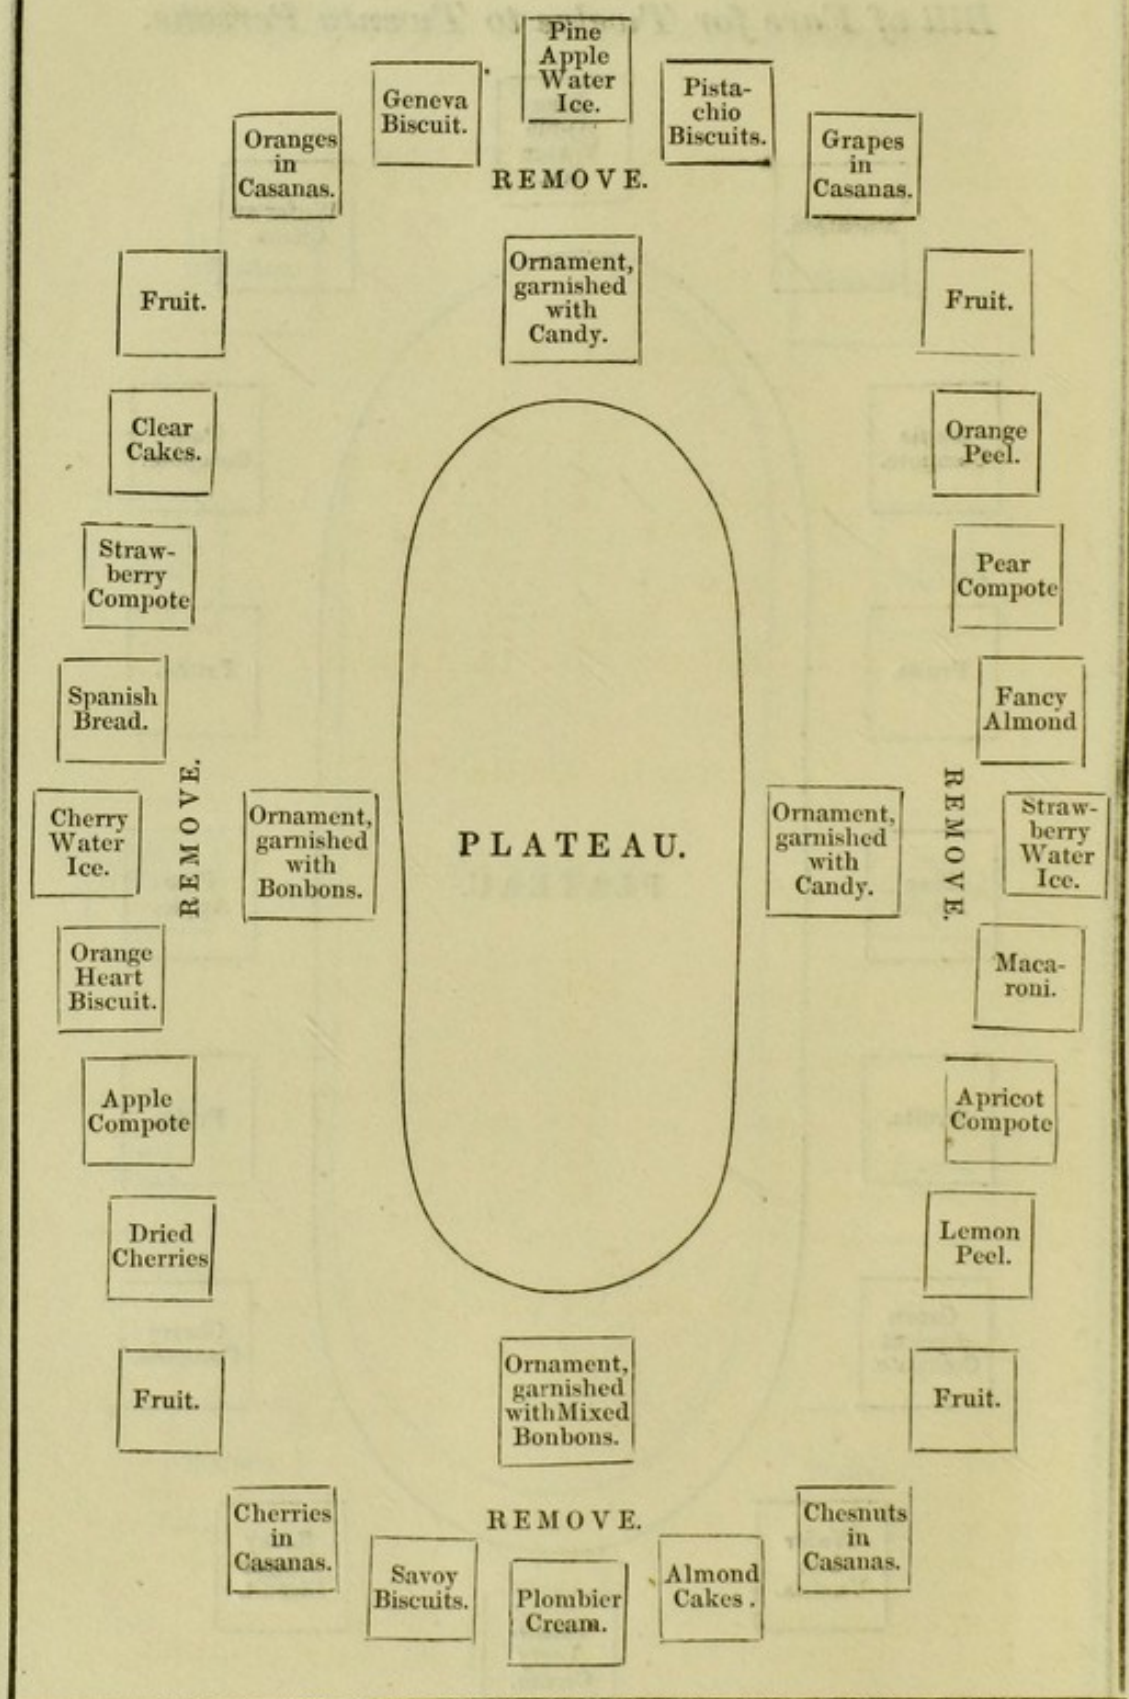 Pine
Apple
Water
Ice.
Geneva
Biscuit.
Pista-
chio
Biscuits.
Oranges
in
Casanas.
Grapes
in
Casanas.
REMOVE.
Fruit.
Ornament,
garnished
with
Candy.
Fruit.
Clear
Cakes.
Orange
Peel.
Straw-
berry
Compote
Pear
Compote
Spanish
Bread.
Fancy
Almond
REMOVE.
REMOVE.
Cherry
Water
Ice.
Ornament,
garnished
with
Bonbons.
PLATEAU.
Ornament,
garnished
with
Candy.
Straw-
berry
Water
Ice.
Orange
Heart
Biscuit.
Maca-
roni.
Apple
Compote
Apricot
Compote
Dried
Cherries
Lemon
Peel.
Fruit.
Ornament,
garnished
with Mixed
Bonbons.
Fruit.
Cherries
in
Casanas.
REMOVE.
Chesnuts
in
Casanas.
Savoy
Biscuits.
Plombier
Cream.
Almond
Cakes.